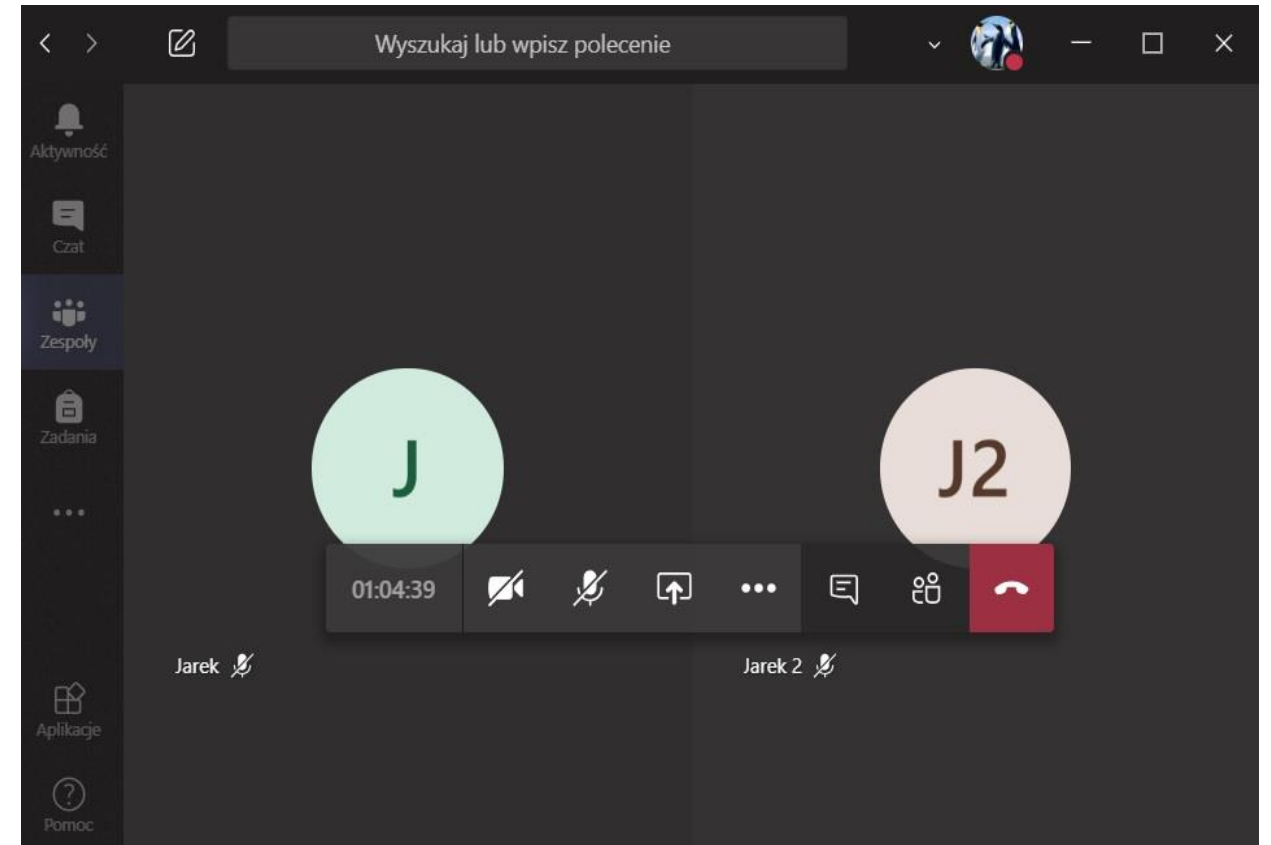 Wyszukaj lub wpisz polecenie
Aktywność
Czat
Zespoły
Zadania
Aplikacje
Pomoc
J
J2
01:04:39
Jarek
Jarek 2